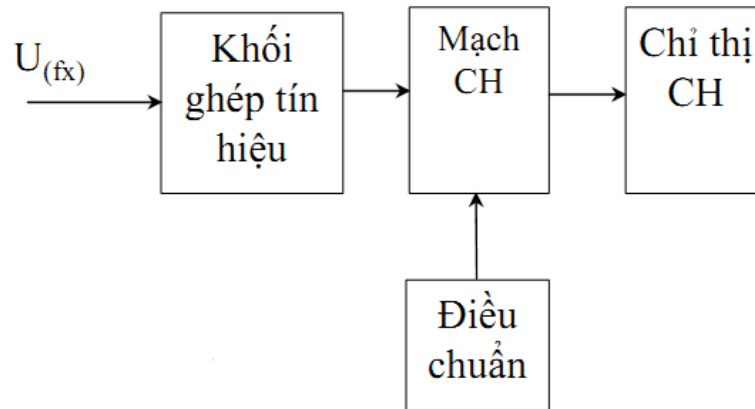 U(fx)
Khối
ghép tín
hiệu
Mạch
CH
Chỉ thị
CH
Điều
chuẩn